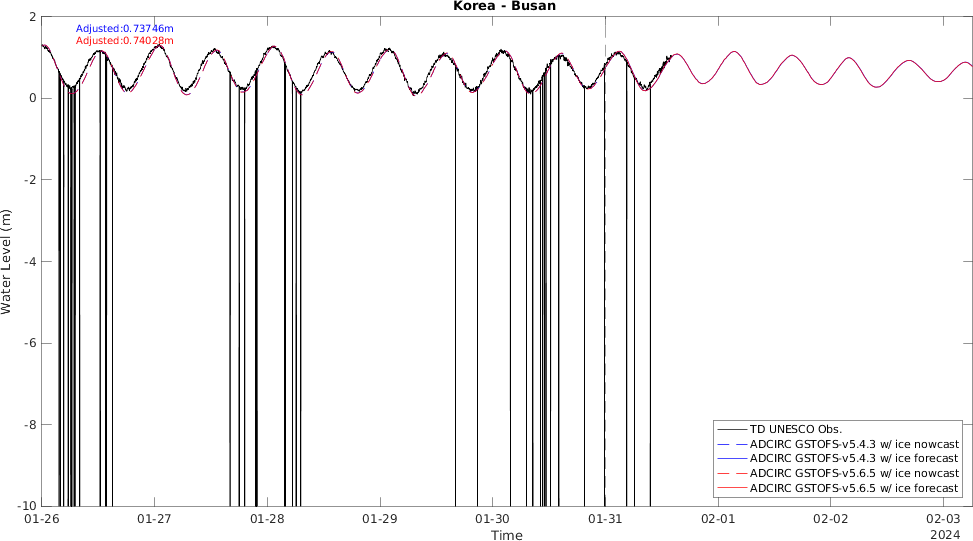 Korea - Busan
Adjusted:0.73746m
Adjusted:0.74028m
2
0
-2
-4
-6
-8
-10
Water Level (m)
01-26
01-27
01-28
01-29
01-30
01-31
02-01
02-02
02-03
Time
2024
TD UNESCO Obs.
ADCIRC GSTOFS-v5.4.3 w/ ice nowcast
ADCIRC GSTOFS-v5.4.3 w/ ice forecast
ADCIRC GSTOFS-v5.6.5 w/ ice nowcast
ADCIRC GSTOFS-v5.6.5 w/ ice forecast